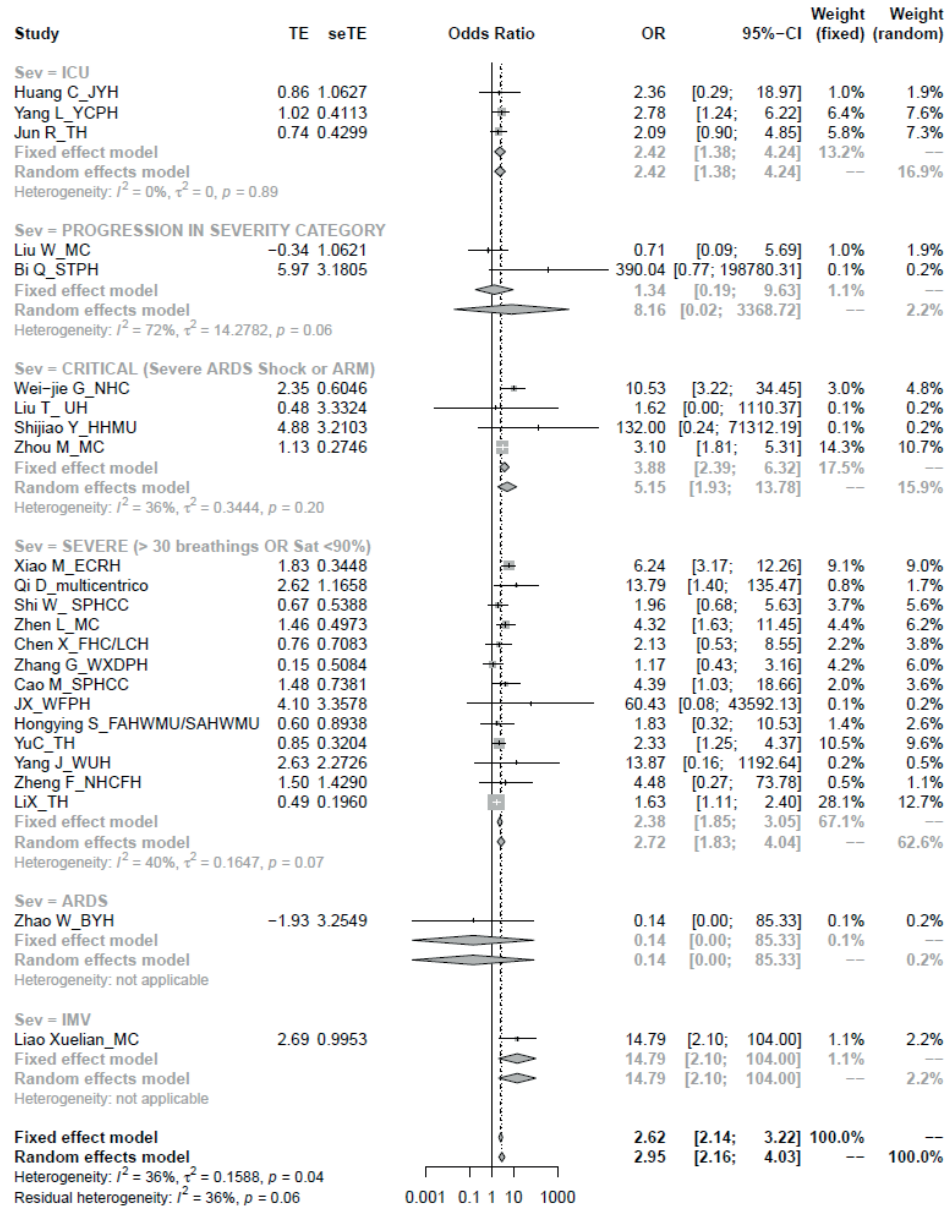 Weight Weight
Study TE seTE Odds Ratio OR 95%−CI (fixed) (random)
Sev = ICU
Huang C_JYH 0.86 1.0627 2.36 [0.29; 18.97] 1.0% 1.9%
Yang L_YCPH 1.02 0.4113 2.78 [1.24; 6.22] 6.4% 7.6%
Jun R_TH 0.74 0.4299 2.09 [0.90; 4.85] 5.8% 7.3%
Fixed effect model 2.42 [1.38; 4.24] 13.2% −−
Random effects model 2.42 [1.38; 4.24] −− 16.9%
Heterogeneity: I² = 0%, τ² = 0, p = 0.89
Sev = PROGRESSION IN SEVERITY CATEGORY
Liu W_MC −0.34 1.0621 0.71 [0.09; 5.69] 1.0% 1.9%
Bi Q_STPH 5.97 3.1805 390.04 [0.77; 198780.31] 0.1% 0.2%
Fixed effect model 1.34 [0.19; 9.63] 1.1% −−
Random effects model 8.16 [0.02; 3368.72] −− 2.2%
Heterogeneity: I² = 72%, τ² = 14.2782, p = 0.06
Sev = CRITICAL (Severe ARDS Shock or ARM)
Wei−jie G_NHC 2.35 0.6046 10.53 [3.22; 34.45] 3.0% 4.8%
Liu T_ UH 0.48 3.3324 1.62 [0.00; 1110.37] 0.1% 0.2%
Shijiao Y_HHMU 4.88 3.2103 132.00 [0.24; 71312.19] 0.1% 0.2%
Zhou M_MC 1.13 0.2746 3.10 [1.81; 5.31] 14.3% 10.7%
Fixed effect model 3.88 [2.39; 6.32] 17.5% −−
Random effects model 5.15 [1.93; 13.78] −− 15.9%
Heterogeneity: I² = 36%, τ² = 0.3444, p = 0.20
Sev = SEVERE (> 30 breathings OR Sat <90%)
Xiao M_ECRH 1.83 0.3448 6.24 [3.17; 12.26] 9.1% 9.0%
Qi D_multicentrico 2.62 1.1658 13.79 [1.40; 135.47] 0.8% 1.7%
Shi W_ SPHCC 0.67 0.5388 1.96 [0.68; 5.63] 3.7% 5.6%
Zhen L_MC 1.46 0.4973 4.32 [1.63; 11.45] 4.4% 6.2%
Chen X_FHC/LCH 0.76 0.7083 2.13 [0.53; 8.55] 2.2% 3.8%
Zhang G_WXDPH 0.15 0.5084 1.17 [0.43; 3.16] 4.2% 6.0%
Cao M_SPHCC 1.48 0.7381 4.39 [1.03; 18.66] 2.0% 3.6%
JX_WFPH 4.10 3.3578 60.43 [0.08; 43592.13] 0.1% 0.2%
Hongying S_FAHWMU/SAHWMU 0.60 0.8938 1.83 [0.32; 10.53] 1.4% 2.6%
YuC_TH 0.85 0.3204 2.33 [1.25; 4.37] 10.5% 9.6%
Yang J_WUH 2.63 2.2726 13.87 [0.16; 1192.64] 0.2% 0.5%
Zheng F_NHCFH 1.50 1.4290 4.48 [0.27; 73.78] 0.5% 1.1%
LiX_TH 0.49 0.1960 1.63 [1.11; 2.40] 28.1% 12.7%
Fixed effect model 2.38 [1.85; 3.05] 67.1% −−
Random effects model 2.72 [1.83; 4.04] −− 62.6%
Heterogeneity: I² = 40%, τ² = 0.1647, p = 0.07
Sev = ARDS
Zhao W_BYH −1.93 3.2549 0.14 [0.00; 85.33] 0.1% 0.2%
Fixed effect model 0.14 [0.00; 85.33] 0.1% −−
Random effects model 0.14 [0.00; 85.33] −− 0.2%
Heterogeneity: not applicable
Sev = IMV
Liao Xuelian_MC 2.69 0.9953 14.79 [2.10; 104.00] 1.1% 2.2%
Fixed effect model 14.79 [2.10; 104.00] 1.1% −−
Random effects model 14.79 [2.10; 104.00] −− 2.2%
Heterogeneity: not applicable
Fixed effect model 2.62 [2.14; 3.22] 100.0% −−
Random effects model 2.95 [2.16; 4.03] −− 100.0%
Heterogeneity: I² = 36%, τ² = 0.1588, p = 0.04
Residual heterogeneity: I² = 36%, p = 0.06 0.001 0.1 1 10 1000